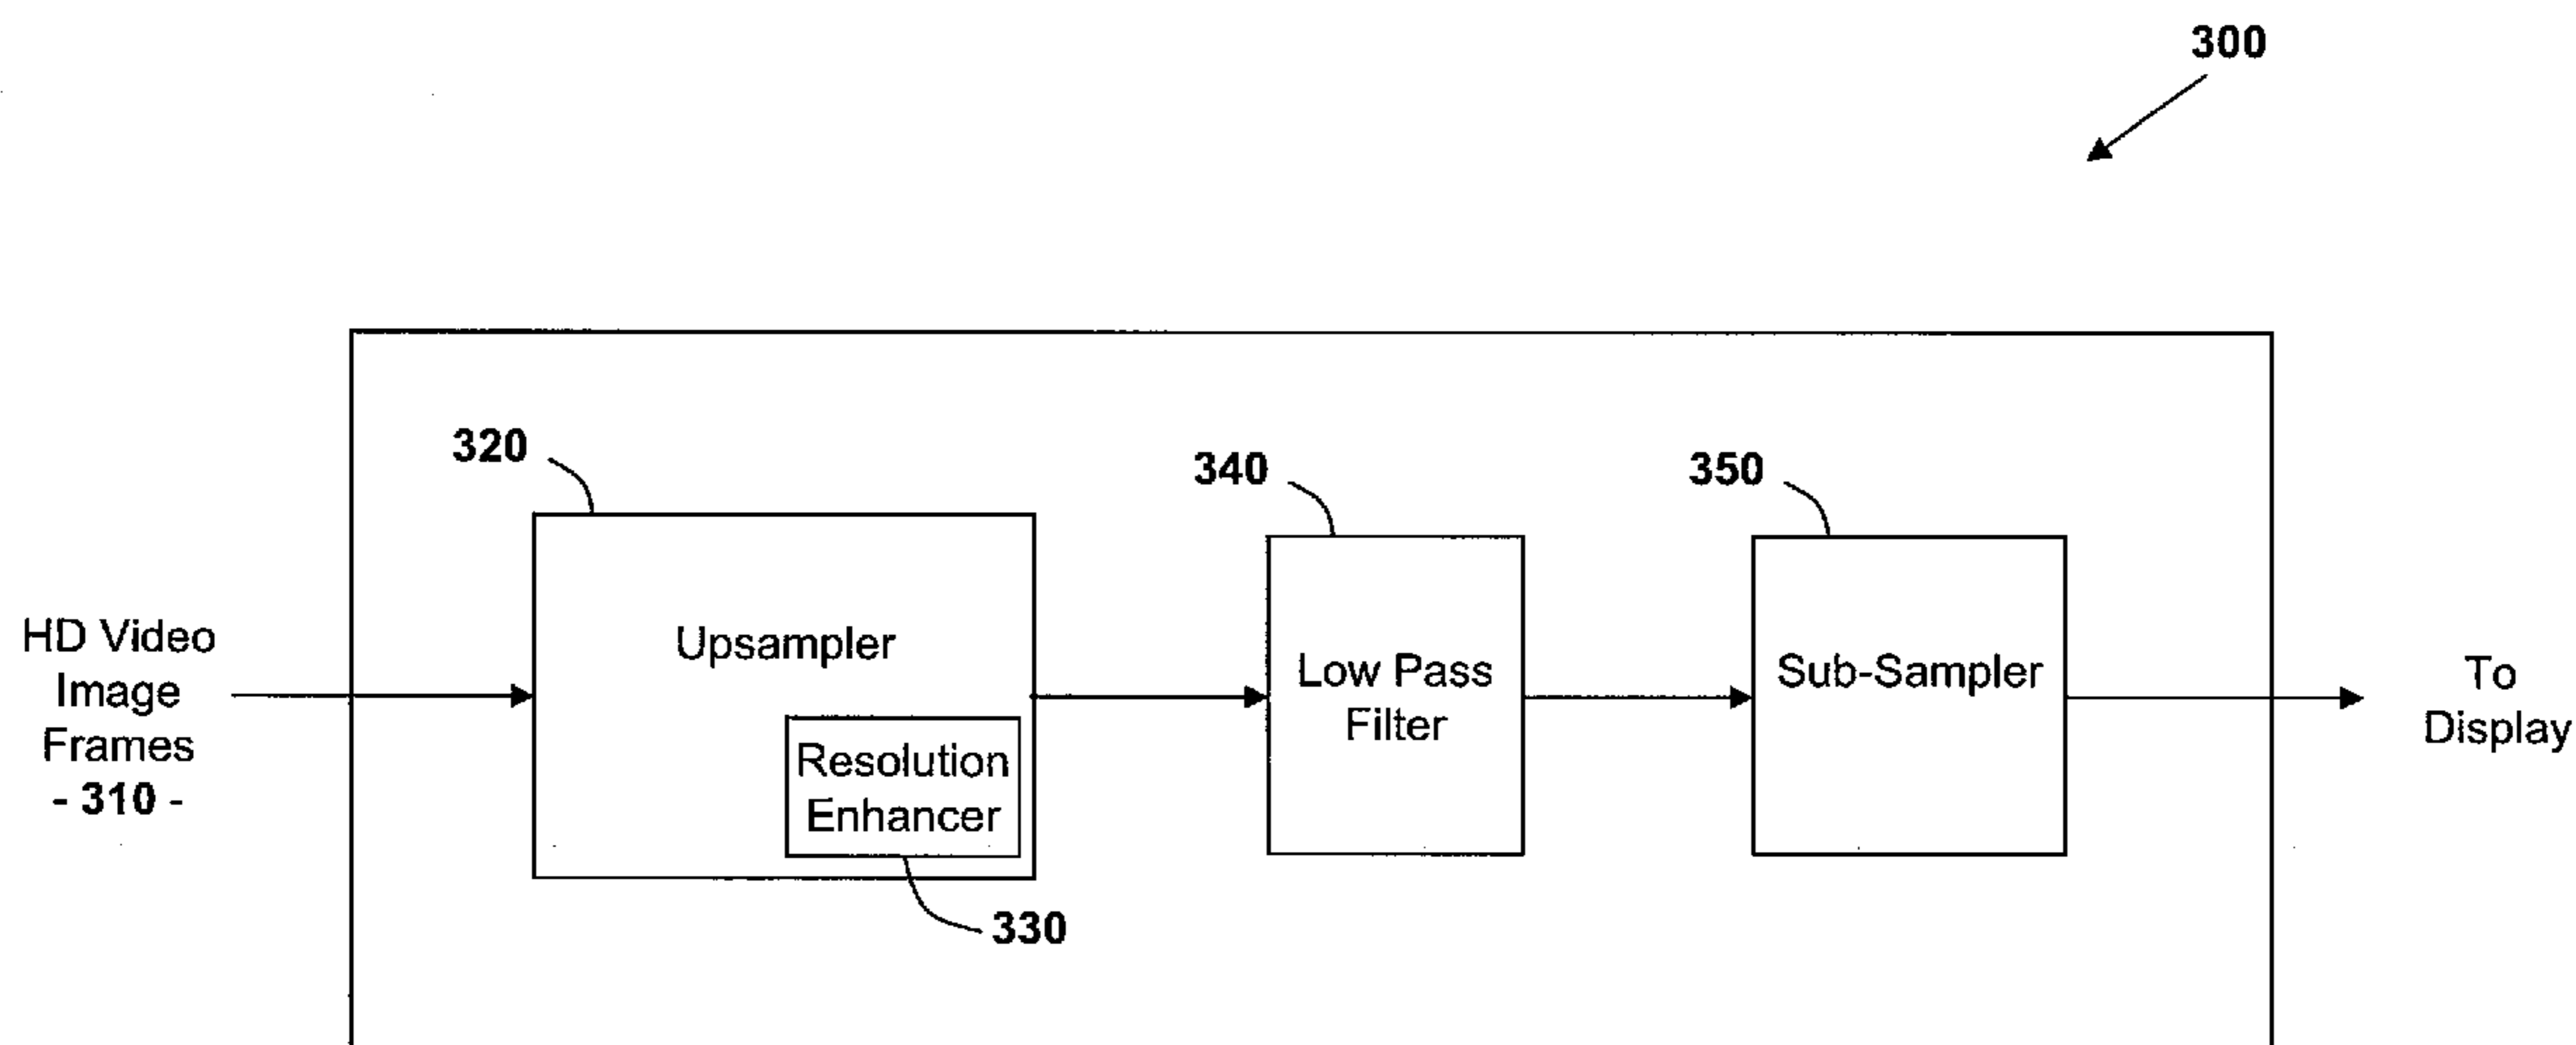 300
320
340
350
HD Video
Image
Frames
- 310 -
Upsampler
Resolution
Enhancer
330
Low Pass
Filter
Sub-Sampler
To
Display